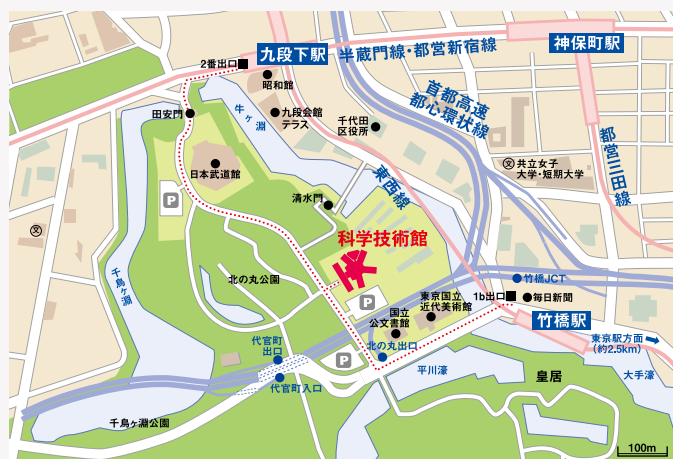 九段下駅
半蔵門線・都営新宿線
神保町駅
2番出口
昭和館
首都高速
都心環状線
牛ヶ淵
九段会館
テラス
千代田
区役所
田安門
都営三田線
文
共立女子
大学・短期大学
日本武道館
東西線
P
清水門
文
科学技術館
千鳥ヶ淵
北の丸公園
竹橋JCT
P
東京国立
近代美術館
1b出口
毎日新聞
国立
公文書館
竹橋駅
代官町
出口
北の丸出口
東京駅方面
(約2.5km)
P
平川濠
皇居
大手濠
代官町入口
千鳥ヶ淵公園
100m